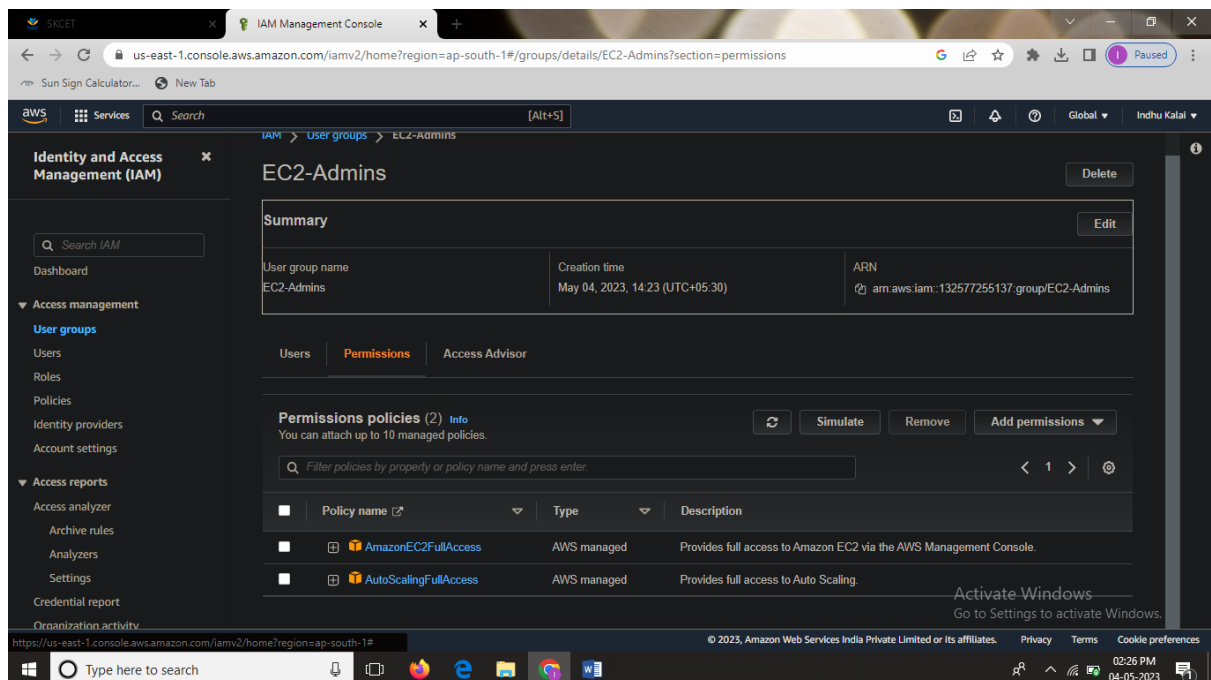 SKCET
IAM Management Console
us-east-1.console.aws.amazon.com/iamv2/home?region=ap-south-1#/groups/details/EC2-Admins?section=permissions
Paused
Sun Sign Calculator...
New Tab
aws
Services
Search
[Alt+S]
Global
Indhu Kalai
Identity and Access
Management (IAM)
Search IAM
Dashboard
Access management
User groups
Users
Roles
Policies
Identity providers
Account settings
Access reports
Access analyzer
Archive rules
Analyzers
Settings
Credential report
Organization activity
IAM > User groups > EC2-Admins
EC2-Admins
Delete
Summary
Edit
User group name
EC2-Admins
Creation time
May 04, 2023, 14:23 (UTC+05:30)
ARN
arn:aws:iam::132577255137:group/EC2-Admins
Users
Permissions
Access Advisor
Permissions policies (2) Info
You can attach up to 10 managed policies.
Simulate
Remove
Add permissions
Filter policies by property or policy name and press enter.
1
Policy name
Type
Description
AmazonEC2FullAccess
AWS managed
Provides full access to Amazon EC2 via the AWS Management Console.
AutoScalingFullAccess
AWS managed
Provides full access to Auto Scaling.
Activate Windows
Go to Settings to activate Windows.
https://us-east-1.console.aws.amazon.com/iamv2/home?region=ap-south-1#
© 2023, Amazon Web Services India Private Limited or its affiliates.
Privacy
Terms
Cookie preferences
Type here to search
02:26 PM
04-05-2023